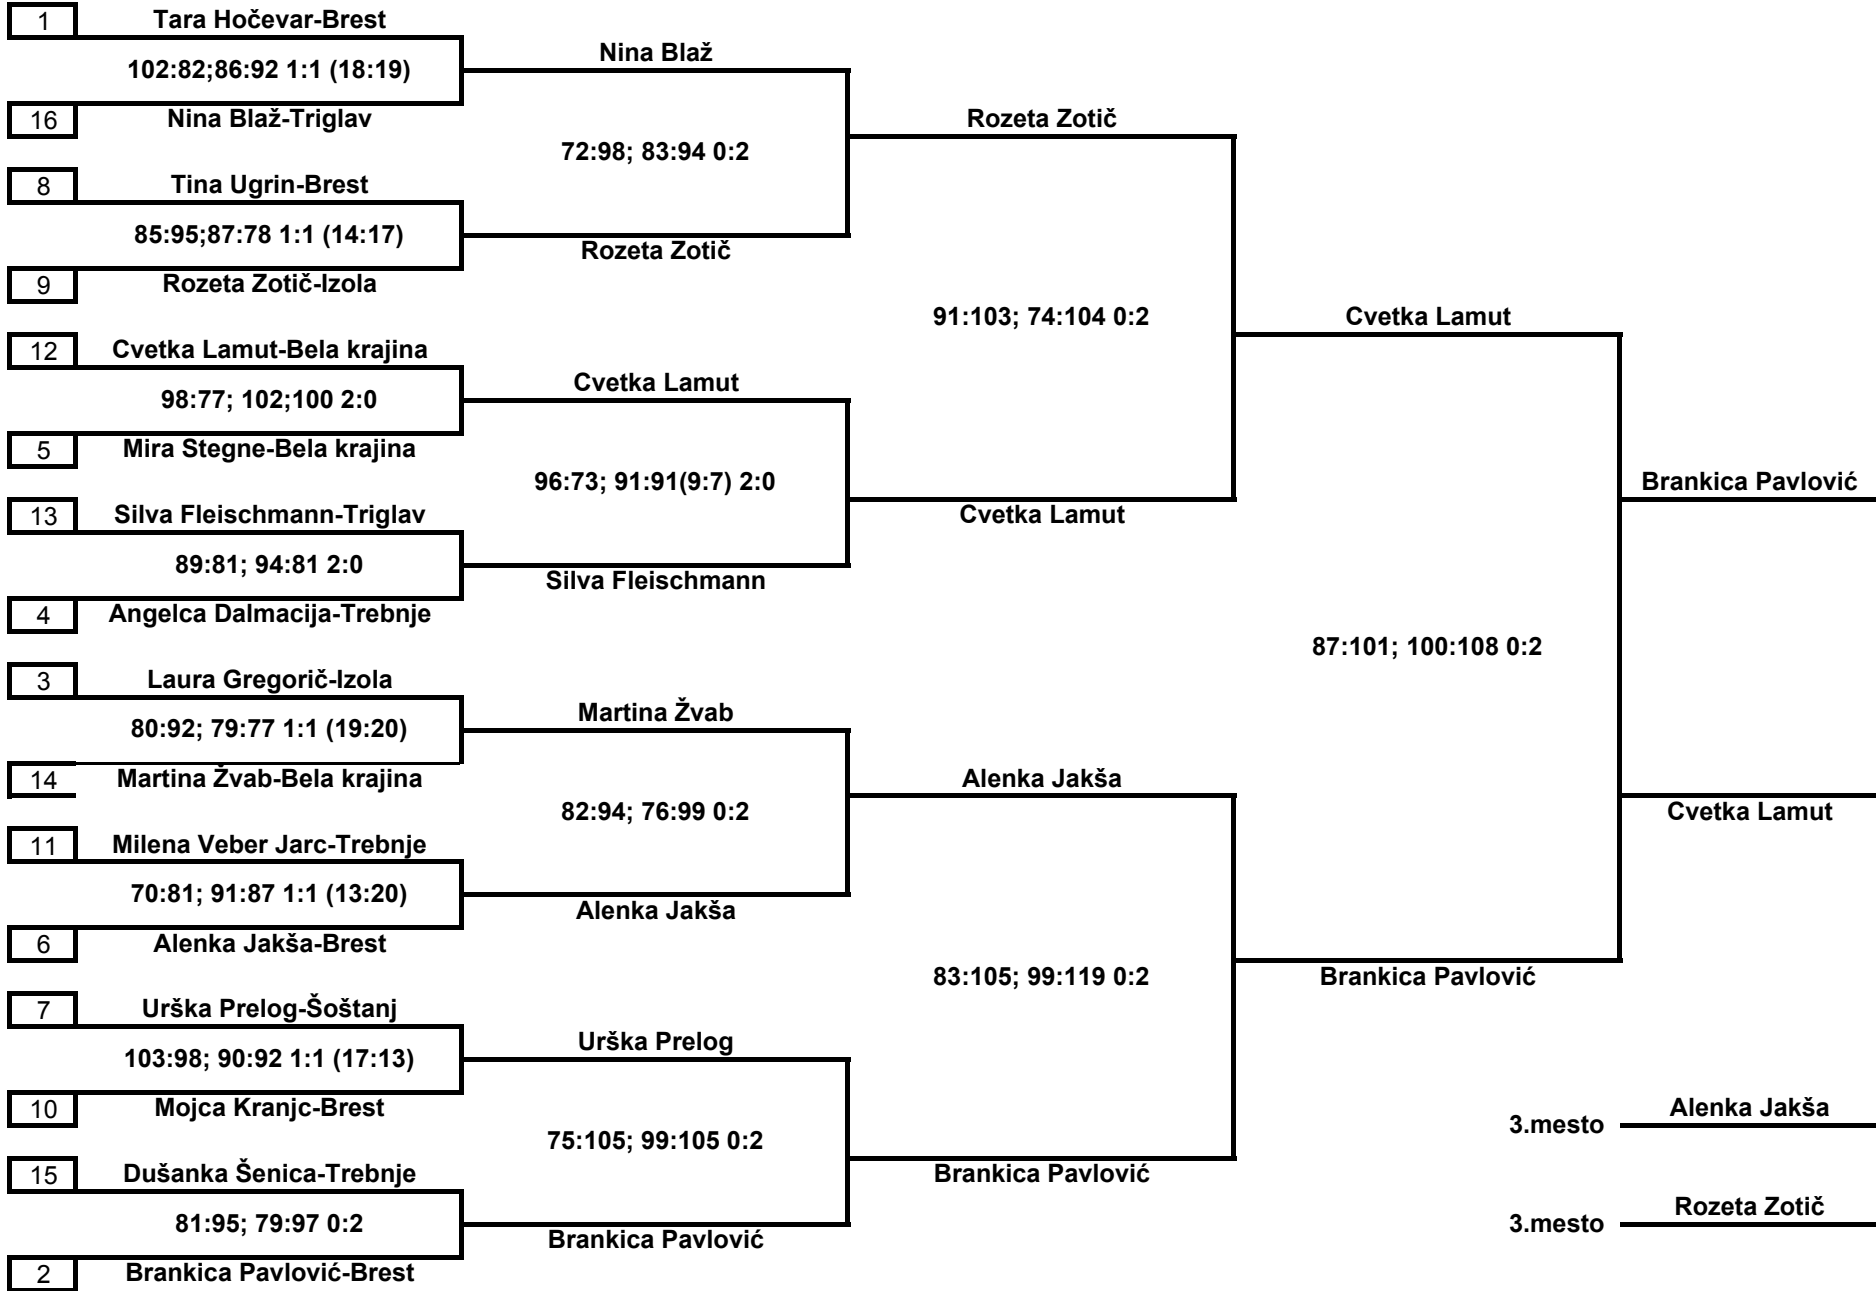 1 Tara Hočevar-Brest
102:82;86:92 1:1 (18:19)
16 Nina Blaž-Triglav
8 Tina Ugrin-Brest
85:95;87:78 1:1 (14:17)
9 Rozeta Zotič-Izola
12 Cvetka Lamut-Bela krajina
98:77; 102;100 2:0
5 Mira Stegne-Bela krajina
13 Silva Fleischmann-Triglav
89:81; 94:81 2:0
4 Angelca Dalmacija-Trebnje
3 Laura Gregorič-Izola
80:92; 79:77 1:1 (19:20)
14 Martina Žvab-Bela krajina
11 Milena Veber Jarc-Trebnje
70:81; 91:87 1:1 (13:20)
6 Alenka Jakša-Brest
7 Urška Prelog-Šoštanj
103:98; 90:92 1:1 (17:13)
10 Mojca Kranjc-Brest
15 Dušanka Šenica-Trebnje
81:95; 79:97 0:2
2 Brankica Pavlović-Brest
Nina Blaž
72:98; 83:94 0:2
Rozeta Zotič
Cvetka Lamut
96:73; 91:91(9:7) 2:0
Silva Fleischmann
Martina Žvab
82:94; 76:99 0:2
Alenka Jakša
Urška Prelog
75:105; 99:105 0:2
Brankica Pavlović
Rozeta Zotič
91:103; 74:104 0:2
Cvetka Lamut
Alenka Jakša
83:105; 99:119 0:2
Brankica Pavlović
Cvetka Lamut
87:101; 100:108 0:2
Brankica Pavlović
Brankica Pavlović
Cvetka Lamut
3.mesto Alenka Jakša
3.mesto Rozeta Zotič